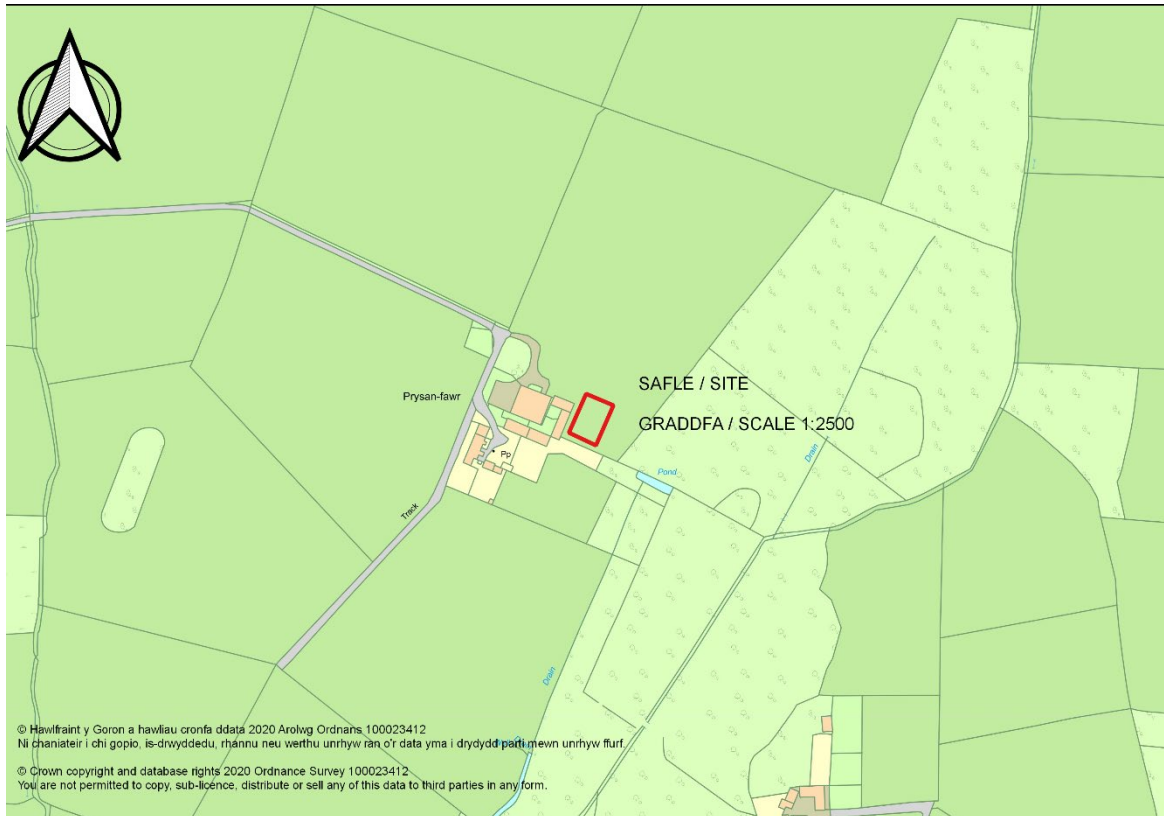 SAFLE / SITE
Prysan-fawr
GRADDFA / SCALE 1:2500
Pp
Drain
Pond
Track
Drain
© Hawlfraint y Goron a hawliau cronfa ddata 2020 Arolwg Ordnans 100023412
Ni chaniateir i chi gopio, is-drwyddedu, rhannu neu werthu unrhyw ran o'r data yma i drydydd parti mewn unrhyw ffurf.
© Crown copyright and database rights 2020 Ordnance Survey 100023412
You are not permitted to copy, sub-licence, distribute or sell any of this data to third parties in any form.